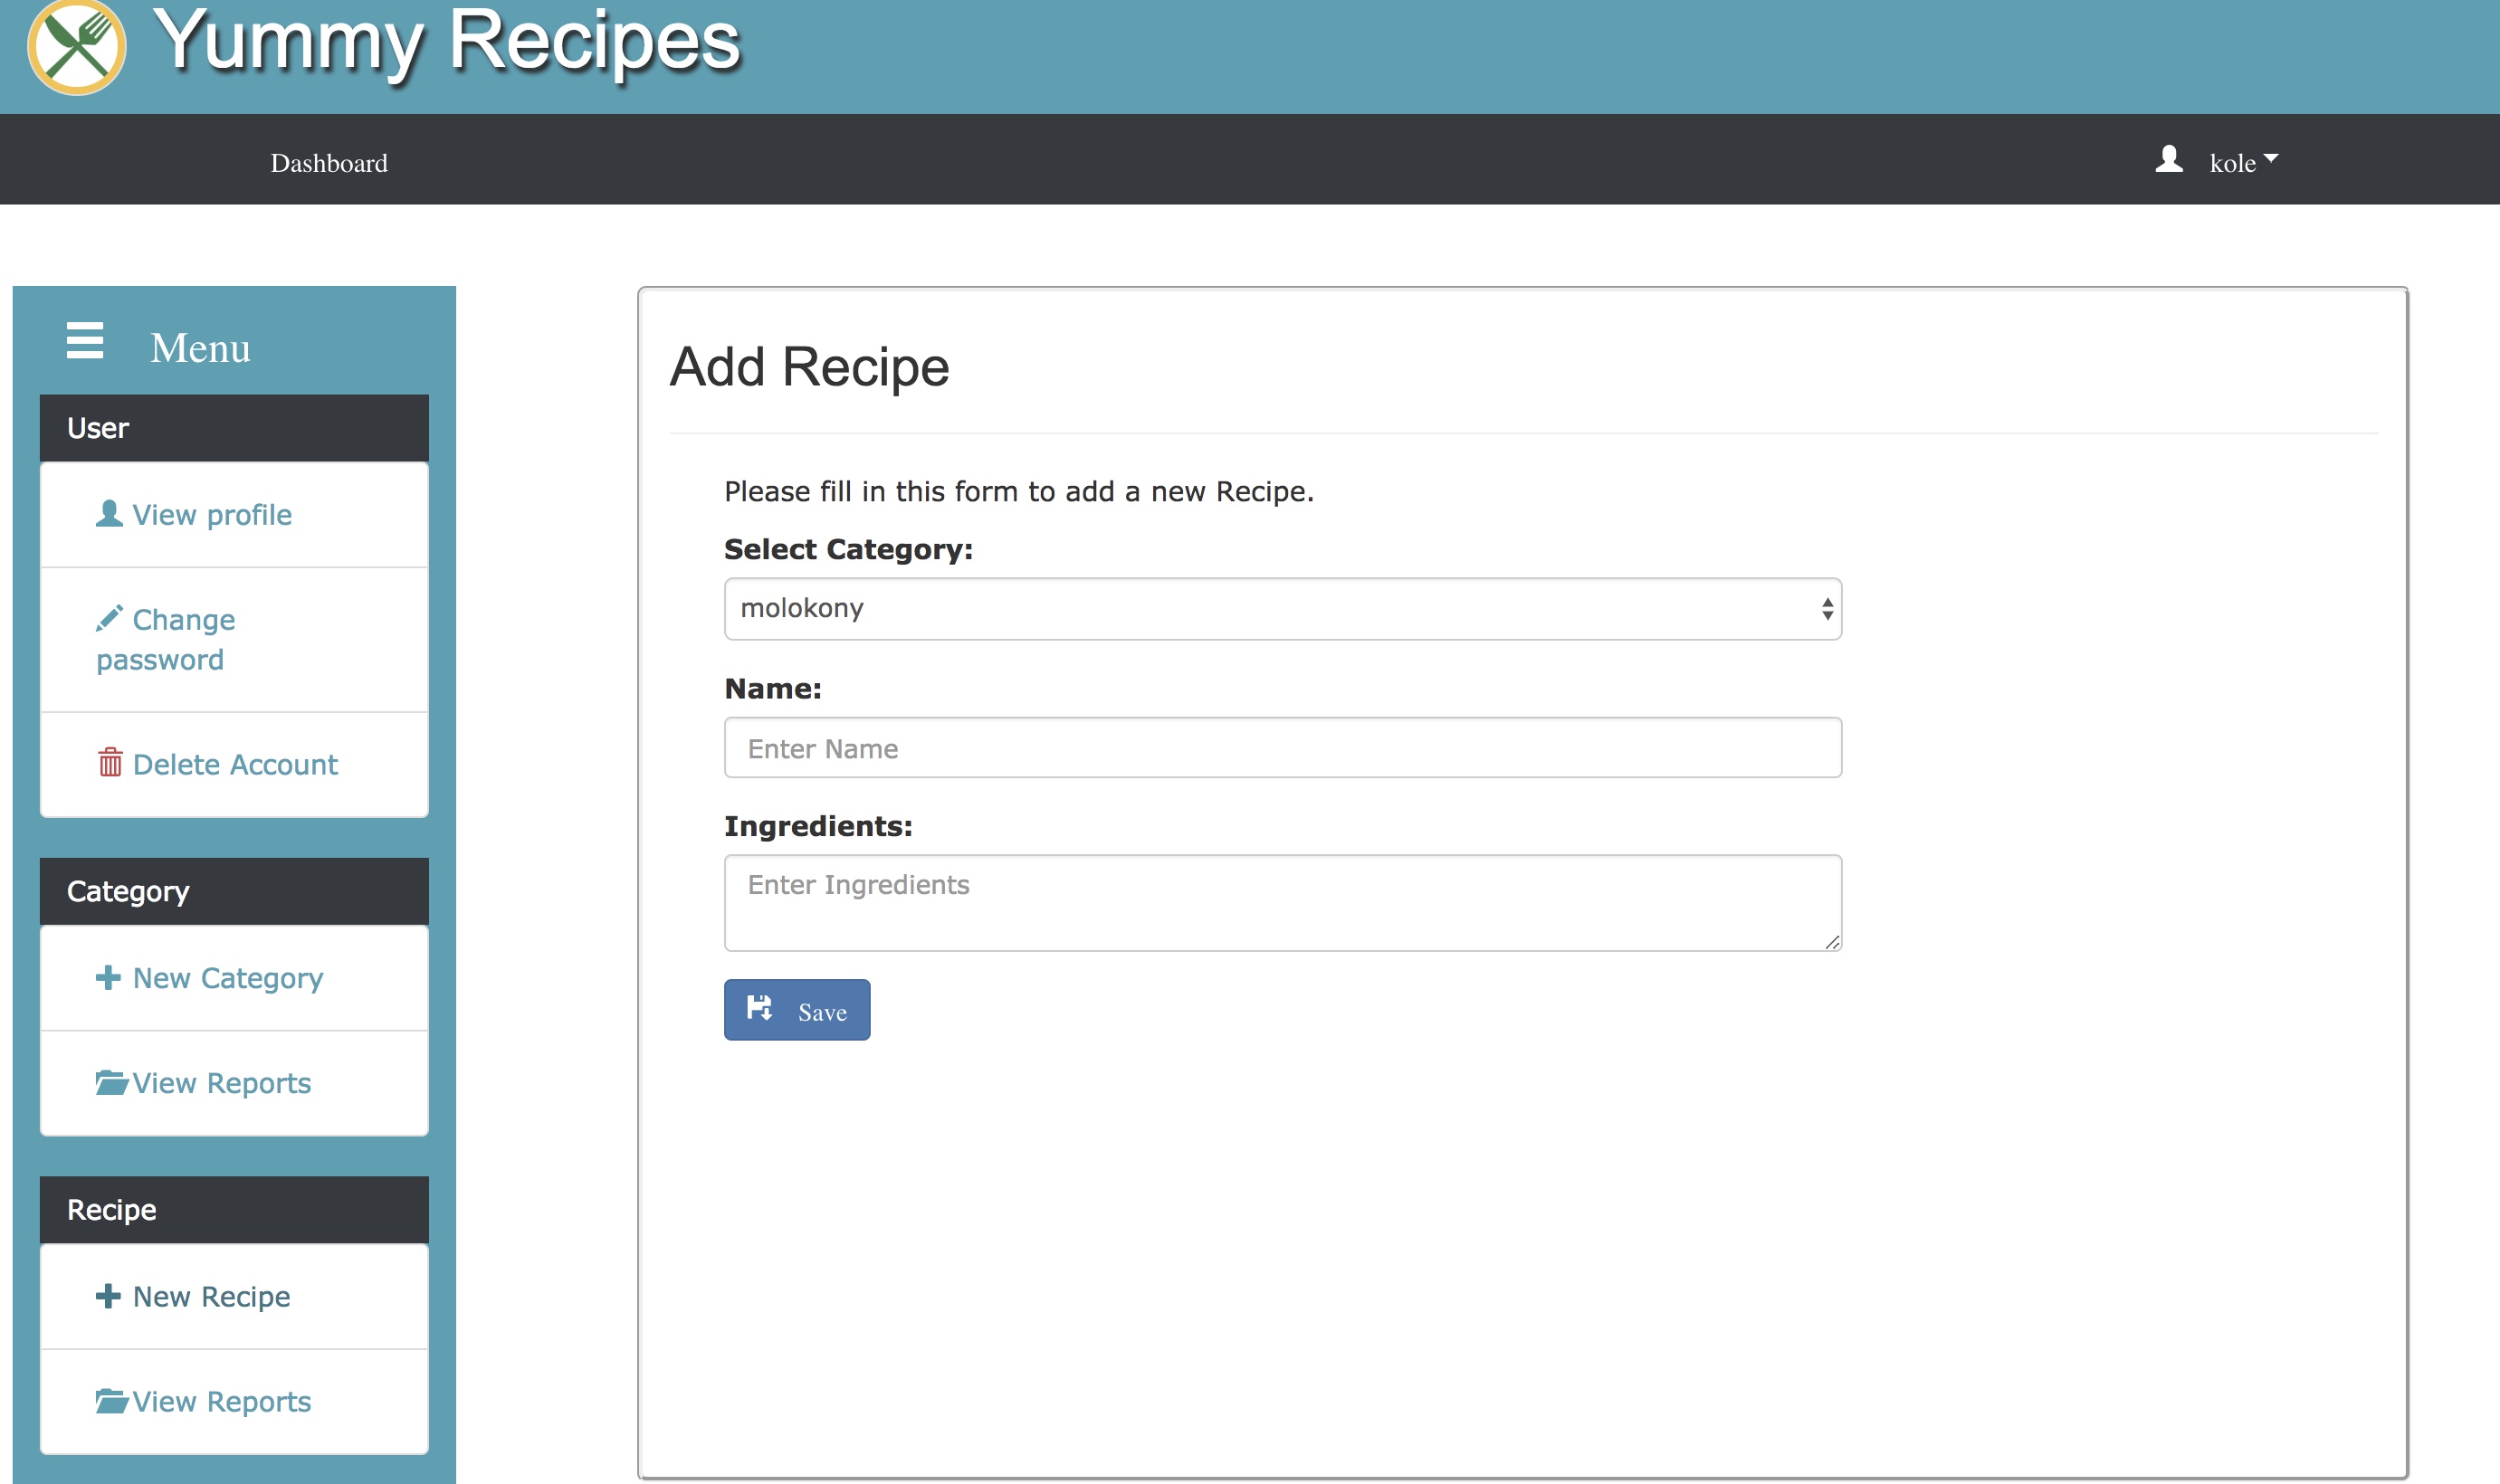 Yummy Recipes
Dashboard
kole
Menu
User
View profile
Change
password
Delete Account
Category
New Category
View Reports
Recipe
New Recipe
View Reports
Add Recipe
Please fill in this form to add a new Recipe.
Select Category:
molokony
Name:
Enter Name
Ingredients:
Enter Ingredients
Save